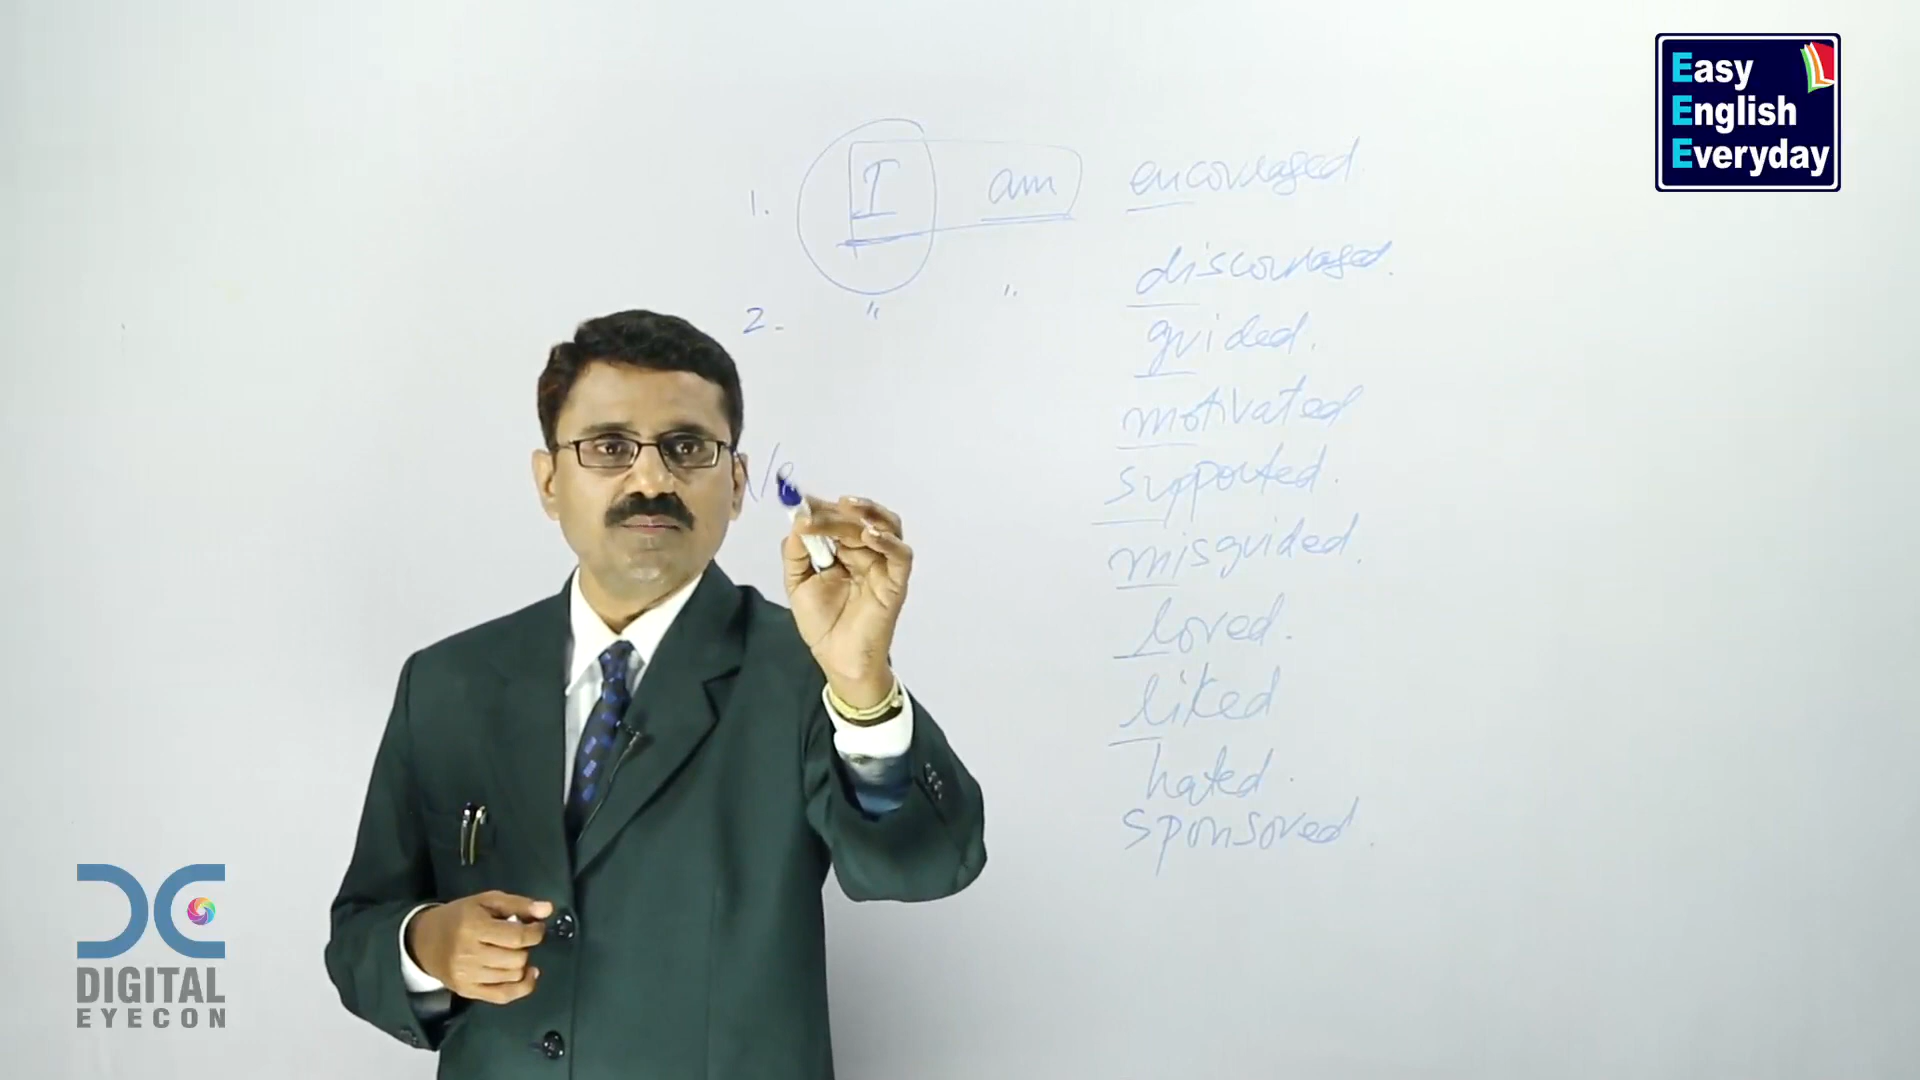 Easy
English
Everyday
1. I am encouraged.
2. " " discouraged.
guided.
motivated
supported.
misguided.
loved.
liked
hated.
sponsored.
DIGITAL
EYECON